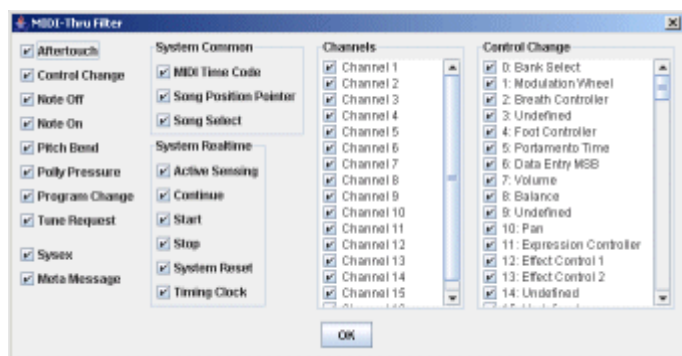 MIDI-Thru Filter
Aftertouch
Control Change
Note Off
Note On
Pitch Bend
Polly Pressure
Program Change
Tune Request
Sysex
Meta Message
System Common
MIDI Time Code
Song Position Pointer
Song Select
System Realtime
Active Sensing
Continue
Start
Stop
System Reset
Timing Clock
Channels
Channel 1
Channel 2
Channel 3
Channel 4
Channel 5
Channel 6
Channel 7
Channel 8
Channel 9
Channel 10
Channel 11
Channel 12
Channel 13
Channel 14
Channel 15
Control Change
0: Bank Select
1: Modulation Wheel
2: Breath Controller
3: Undefined
4: Foot Controller
5: Portamento Time
6: Data Entry MSB
7: Volume
8: Balance
9: Undefined
10: Pan
11: Expression Controller
12: Effect Control 1
13: Effect Control 2
14: Undefined
OK